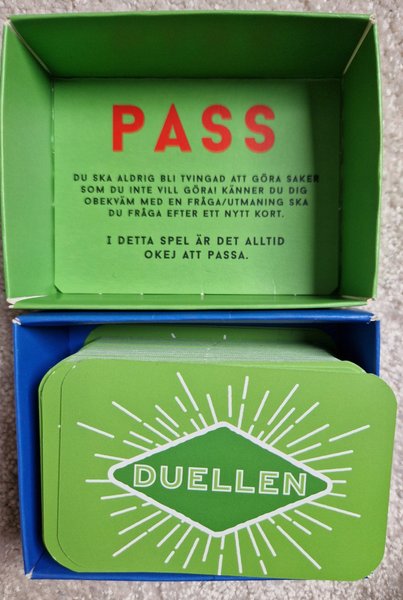 PASS
DU SKA ALDRIG BLI TVINGAD ATT GÖRA SAKER
SOM DU INTE VILL GÖRA! KÄNNER DU DIG
OBEKVÄM MED EN FRÅGA/UTMANING SKA
DU FRÅGA EFTER ETT NYTT KORT.
I DETTA SPEL ÄR DET ALLTID
OKEJ ATT PASSA.
DUELLEN